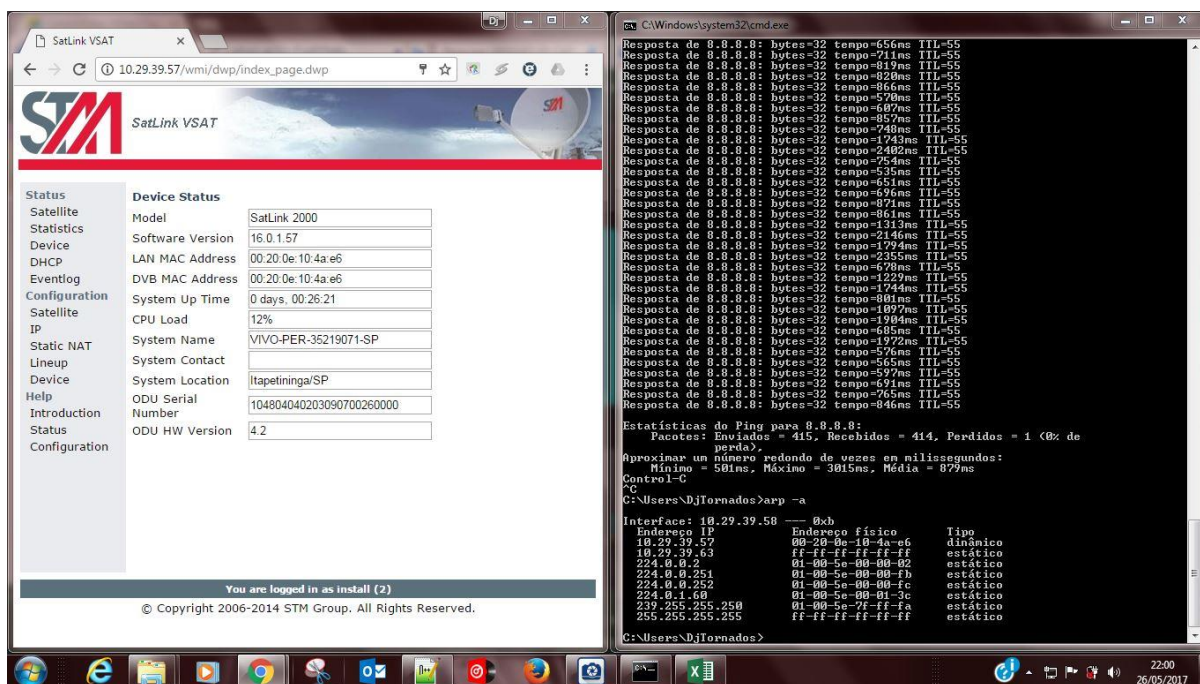 Dj
SatLink VSAT
10.29.39.57/wmi/dwp/index_page.dwp
STM
SatLink VSAT
STM
Status
Satellite
Statistics
Device
DHCP
Eventlog
Configuration
Satellite
IP
Static NAT
Lineup
Device
Help
Introduction
Status
Configuration
Device Status
Model SatLink 2000
Software Version 16.0.1.57
LAN MAC Address 00:20:0e:10:4a:e6
DVB MAC Address 00:20:0e:10:4a:e6
System Up Time 0 days, 00:26:21
CPU Load 12%
System Name VIVO-PER-35219071-SP
System Contact
System Location Itapetininga/SP
ODU Serial
Number 104804040203090700260000
ODU HW Version 4.2
You are logged in as install (2)
© Copyright 2006-2014 STM Group. All Rights Reserved.
C:\Windows\system32\cmd.exe
Resposta de 8.8.8.8: bytes=32 tempo=656ms TTL=55
Resposta de 8.8.8.8: bytes=32 tempo=711ms TTL=55
Resposta de 8.8.8.8: bytes=32 tempo=819ms TTL=55
Resposta de 8.8.8.8: bytes=32 tempo=820ms TTL=55
Resposta de 8.8.8.8: bytes=32 tempo=866ms TTL=55
Resposta de 8.8.8.8: bytes=32 tempo=570ms TTL=55
Resposta de 8.8.8.8: bytes=32 tempo=607ms TTL=55
Resposta de 8.8.8.8: bytes=32 tempo=857ms TTL=55
Resposta de 8.8.8.8: bytes=32 tempo=748ms TTL=55
Resposta de 8.8.8.8: bytes=32 tempo=1743ms TTL=55
Resposta de 8.8.8.8: bytes=32 tempo=2402ms TTL=55
Resposta de 8.8.8.8: bytes=32 tempo=754ms TTL=55
Resposta de 8.8.8.8: bytes=32 tempo=535ms TTL=55
Resposta de 8.8.8.8: bytes=32 tempo=651ms TTL=55
Resposta de 8.8.8.8: bytes=32 tempo=696ms TTL=55
Resposta de 8.8.8.8: bytes=32 tempo=871ms TTL=55
Resposta de 8.8.8.8: bytes=32 tempo=861ms TTL=55
Resposta de 8.8.8.8: bytes=32 tempo=1313ms TTL=55
Resposta de 8.8.8.8: bytes=32 tempo=2146ms TTL=55
Resposta de 8.8.8.8: bytes=32 tempo=1794ms TTL=55
Resposta de 8.8.8.8: bytes=32 tempo=2355ms TTL=55
Resposta de 8.8.8.8: bytes=32 tempo=678ms TTL=55
Resposta de 8.8.8.8: bytes=32 tempo=1229ms TTL=55
Resposta de 8.8.8.8: bytes=32 tempo=1744ms TTL=55
Resposta de 8.8.8.8: bytes=32 tempo=801ms TTL=55
Resposta de 8.8.8.8: bytes=32 tempo=1097ms TTL=55
Resposta de 8.8.8.8: bytes=32 tempo=1904ms TTL=55
Resposta de 8.8.8.8: bytes=32 tempo=685ms TTL=55
Resposta de 8.8.8.8: bytes=32 tempo=1972ms TTL=55
Resposta de 8.8.8.8: bytes=32 tempo=576ms TTL=55
Resposta de 8.8.8.8: bytes=32 tempo=565ms TTL=55
Resposta de 8.8.8.8: bytes=32 tempo=597ms TTL=55
Resposta de 8.8.8.8: bytes=32 tempo=691ms TTL=55
Resposta de 8.8.8.8: bytes=32 tempo=765ms TTL=55
Resposta de 8.8.8.8: bytes=32 tempo=846ms TTL=55
Estatísticas do Ping para 8.8.8.8:
Pacotes: Enviados = 415, Recebidos = 414, Perdidos = 1 (0% de
perda),
Aproximar um número redondo de vezes em milissegundos:
Mínimo = 501ms, Máximo = 3015ms, Média = 879ms
Control-C
^C
C:\Users\DjTornados>arp -a
Interface: 10.29.39.58 --- 0xb
Endereço IP Endereço físico Tipo
10.29.39.57 00-20-0e-10-4a-e6 dinâmico
10.29.39.63 ff-ff-ff-ff-ff-ff estático
224.0.0.2 01-00-5e-00-00-02 estático
224.0.0.251 01-00-5e-00-00-fb estático
224.0.0.252 01-00-5e-00-00-fc estático
224.0.1.60 01-00-5e-00-01-3c estático
239.255.255.250 01-00-5e-7f-ff-fa estático
255.255.255.255 ff-ff-ff-ff-ff-ff estático
C:\Users\DjTornados>
22:00
26/05/2017